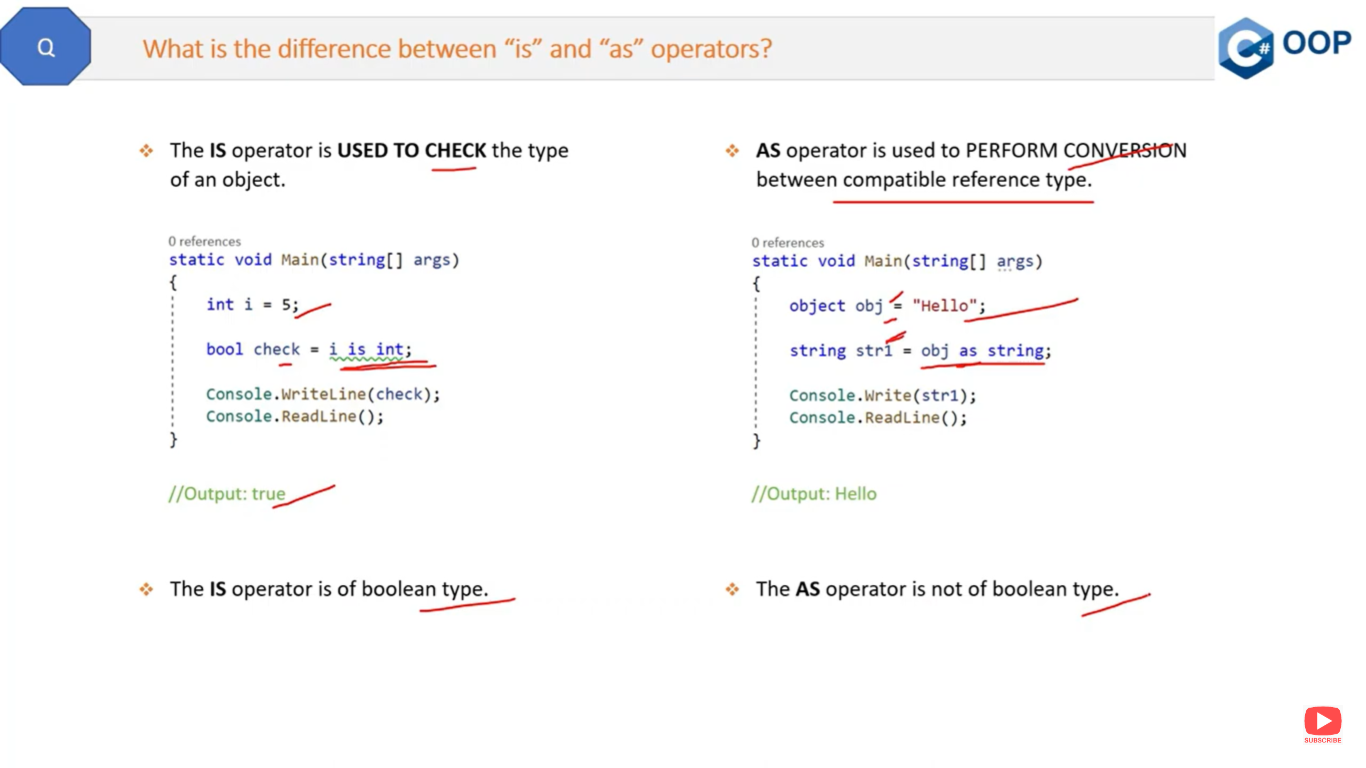 Q
What is the difference between “is” and “as” operators?
C# OOP
❖ The IS operator is USED TO CHECK the type
of an object.
0 references
static void Main(string[] args)
{
int i = 5;
bool check = i is int;
Console.WriteLine(check);
Console.ReadLine();
}
//Output: true
❖ The IS operator is of boolean type.
❖ AS operator is used to PERFORM CONVERSION
between compatible reference type.
0 references
static void Main(string[] args)
{
object obj = "Hello";
string str1 = obj as string;
Console.Write(str1);
Console.ReadLine();
}
//Output: Hello
❖ The AS operator is not of boolean type.
SUBSCRIBE